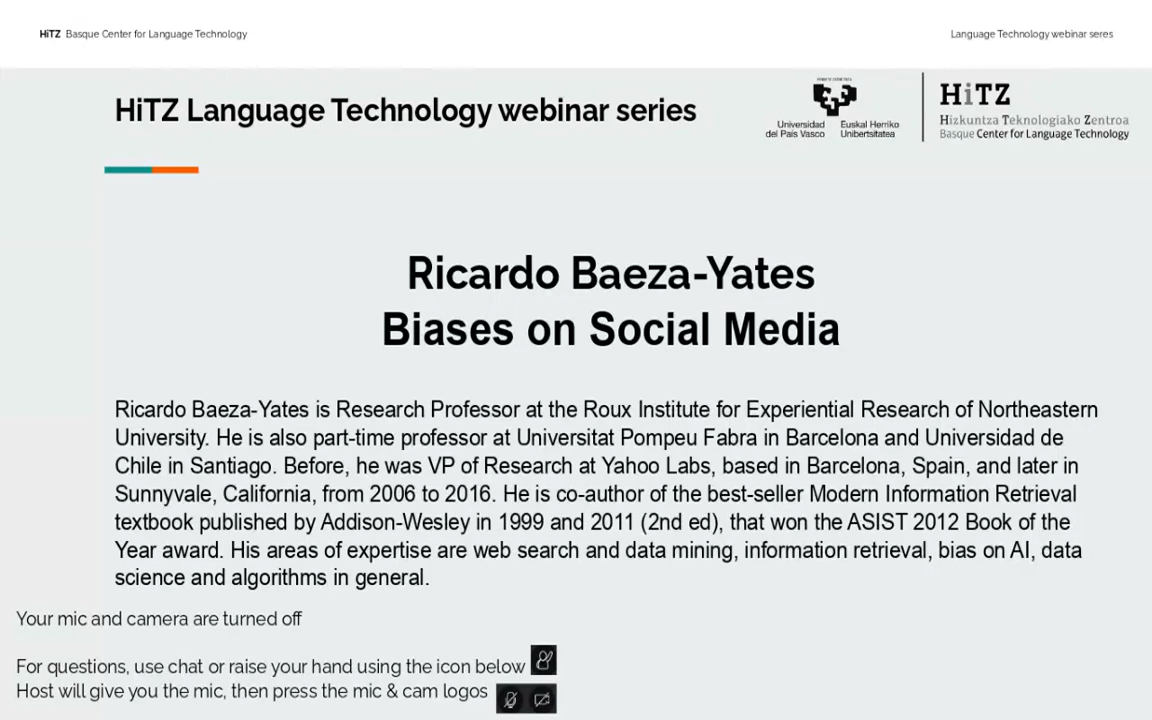 HiTZ Basque Center for Language Technology
Language Technology webinar seres
HiTZ Language Technology webinar series
Universidad del País Vasco
Euskal Herriko Unibertsitatea
HiTZ
Hizkuntza Teknologiako Zentroa
Basque Center for Language Technology
Ricardo Baeza-Yates
Biases on Social Media
Ricardo Baeza-Yates is Research Professor at the Roux Institute for Experiential Research of Northeastern
University. He is also part-time professor at Universitat Pompeu Fabra in Barcelona and Universidad de
Chile in Santiago. Before, he was VP of Research at Yahoo Labs, based in Barcelona, Spain, and later in
Sunnyvale, California, from 2006 to 2016. He is co-author of the best-seller Modern Information Retrieval
textbook published by Addison-Wesley in 1999 and 2011 (2nd ed), that won the ASIST 2012 Book of the
Year award. His areas of expertise are web search and data mining, information retrieval, bias on AI, data
science and algorithms in general.
Your mic and camera are turned off
For questions, use chat or raise your hand using the icon below
Host will give you the mic, then press the mic & cam logos